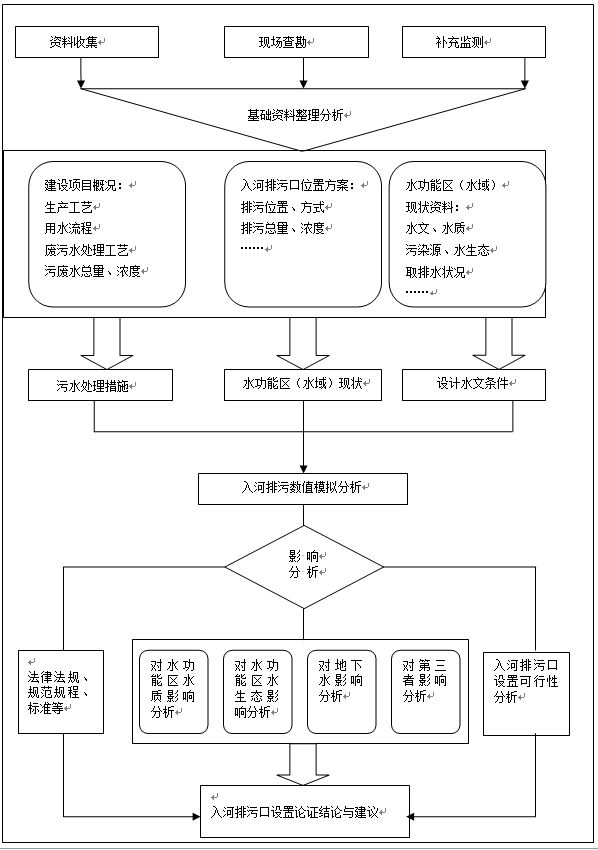 资料收集
现场查勘
补充监测
基础资料整理分析
建设项目概况：
生产工艺
用水流程
废污水处理工艺
污废水总量、浓度
入河排污口位置方案：
排污位置、方式
排污总量、浓度
……
水功能区（水域）
现状资料：
水文、水质
污染源、水生态
取排水状况
……
污水处理措施
水功能区（水域）现状
设计水文条件
入河排污数值模拟分析
影 响
分 析
法律法规、
规范规程、
标准等
对水功
能区水
质影响
分析
对水功
能区水
生态影
响分析
对地下
水影响
分析
对第三
者影响
分析
入河排污口
设置可行性
分析
入河排污口设置论证结论与建议